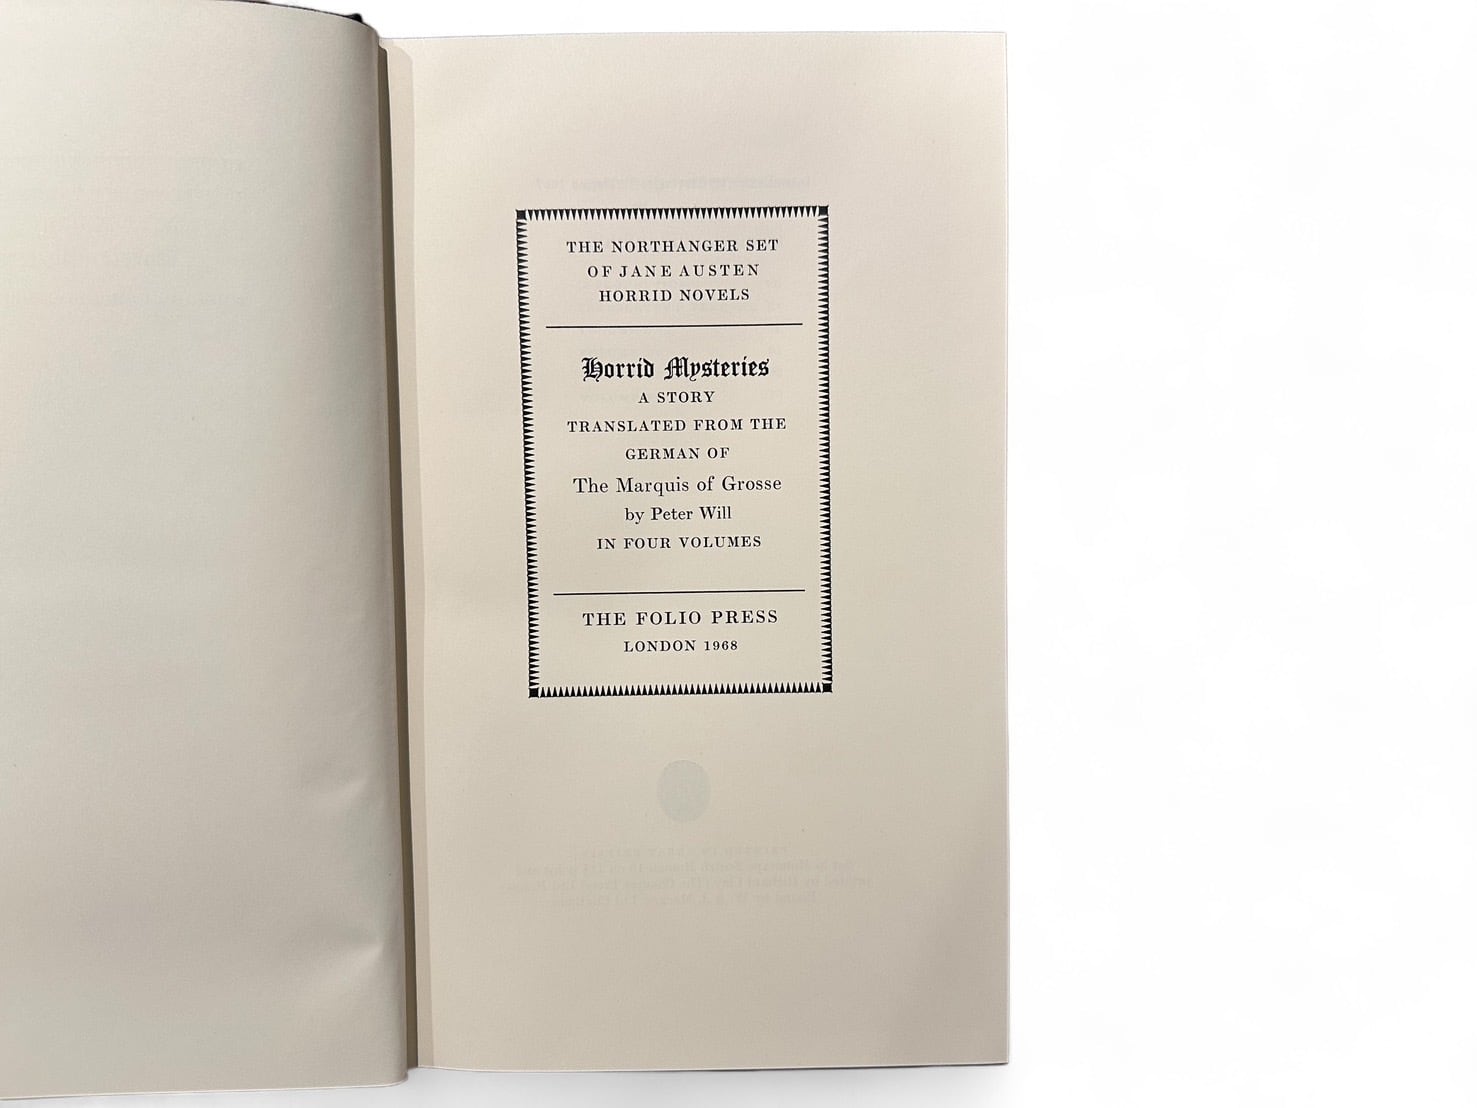 THE NORTHANGER SET
OF JANE AUSTEN
HORRID NOVELS
Horrid Mysteries
A STORY
TRANSLATED FROM THE
GERMAN OF
The Marquis of Grosse
by Peter Will
IN FOUR VOLUMES
THE FOLIO PRESS
LONDON 1968